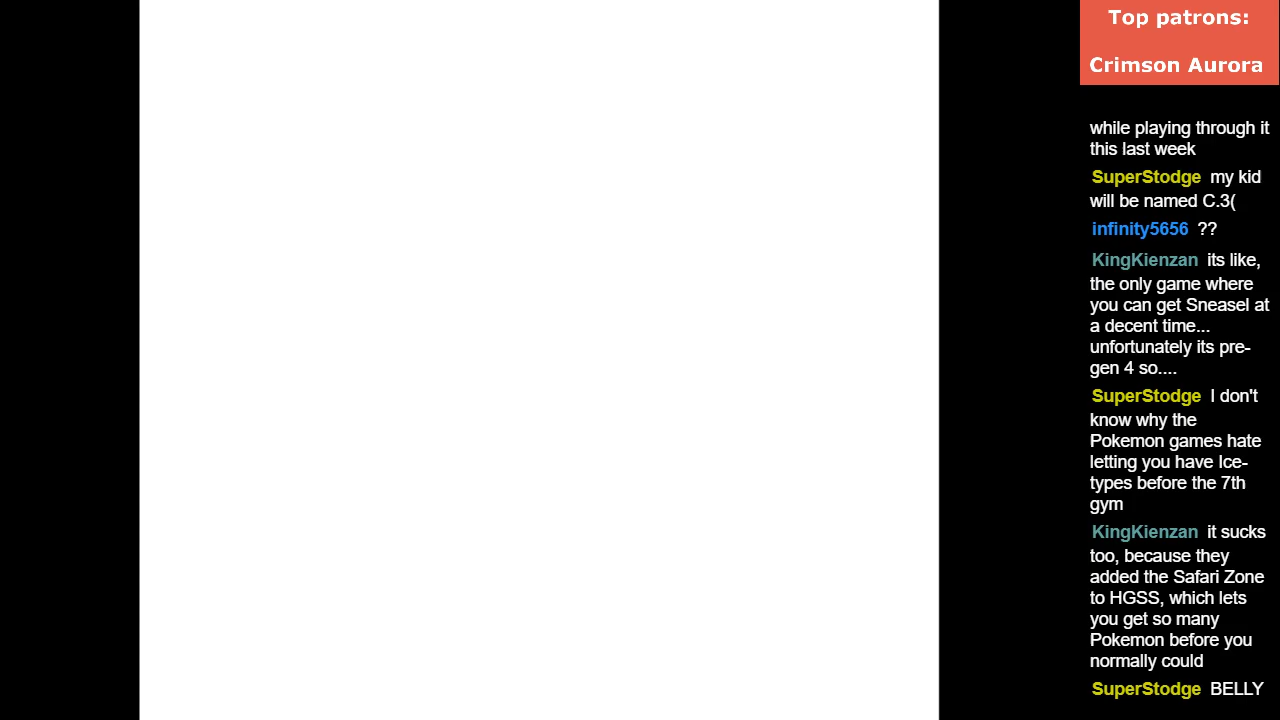 Top patrons:
Crimson Aurora
while playing through it
this last week
SuperStodge my kid
will be named C.3(
infinity5656 ??
KingKienzan its like,
the only game where
you can get Sneasel at
a decent time...
unfortunately its pre-
gen 4 so....
SuperStodge I don't
know why the
Pokemon games hate
letting you have Ice-
types before the 7th
gym
KingKienzan it sucks
too, because they
added the Safari Zone
to HGSS, which lets
you get so many
Pokemon before you
normally could
SuperStodge BELLY